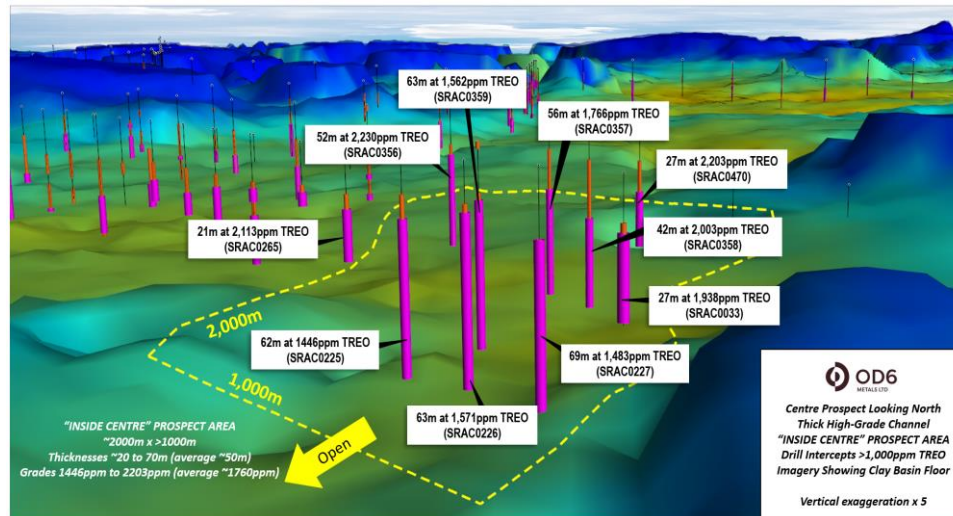 63m at 1,562ppm TREO
(SRAC0359)
56m at 1,766ppm TREO
(SRAC0357)
52m at 2,230ppm TREO
(SRAC0356)
27m at 2,203ppm TREO
(SRAC0470)
21m at 2,113ppm TREO
(SRAC0265)
42m at 2,003ppm TREO
(SRAC0358)
27m at 1,938ppm TREO
(SRAC0033)
2,000m
62m at 1446ppm TREO
(SRAC0225)
69m at 1,483ppm TREO
(SRAC0227)
1,000m
63m at 1,571ppm TREO
(SRAC0226)
Open
"INSIDE CENTRE" PROSPECT AREA
~2000m x >1000m
Thicknesses ~20 to 70m (average ~50m)
Grades 1446ppm to 2203ppm (average ~1760ppm)
OD6
METALS LTD
Centre Prospect Looking North
Thick High-Grade Channel
"INSIDE CENTRE" PROSPECT AREA
Drill Intercepts >1,000ppm TREO
Imagery Showing Clay Basin Floor
Vertical exaggeration x 5